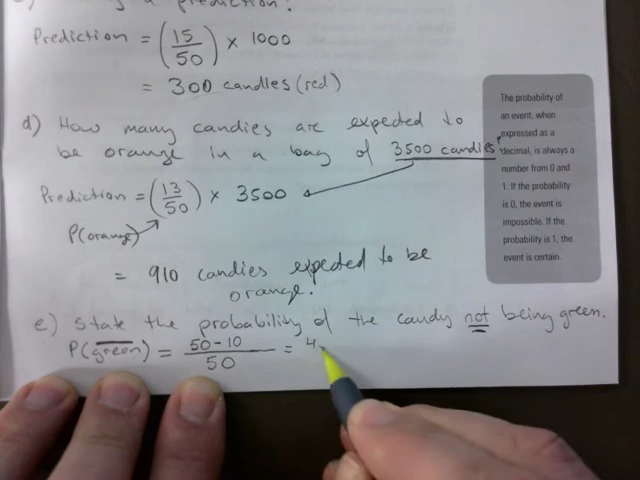 a prediction.
Prediction = (15/50) × 1000
= 300 candles (red)
d) How many candies are expected to
be orange in a bag of 3500 candies?
Prediction = (13/50) × 3500
P(orange)
= 910 candies expected to be
orange.
e) State the probability of the candy not being green.
P(green) = 50-10/50 = 4
The probability of
an event, when
expressed as a
decimal, is always a
number from 0 and
1. If the probability
is 0, the event is
impossible. If the
probability is 1, the
event is certain.